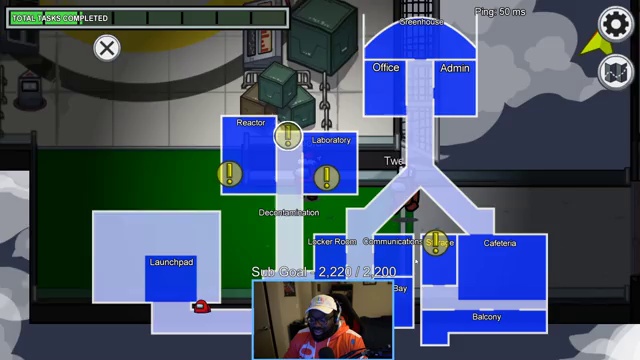 Greenhouse
Ping: 50 ms
TOTAL TASKS COMPLETED
Office
Admin
Reactor
Laboratory
Decontamination
Locker Room
Communications
Cafeteria
Launchpad
Sub Goal - 2,220 / 2,200
Bay
Balcony